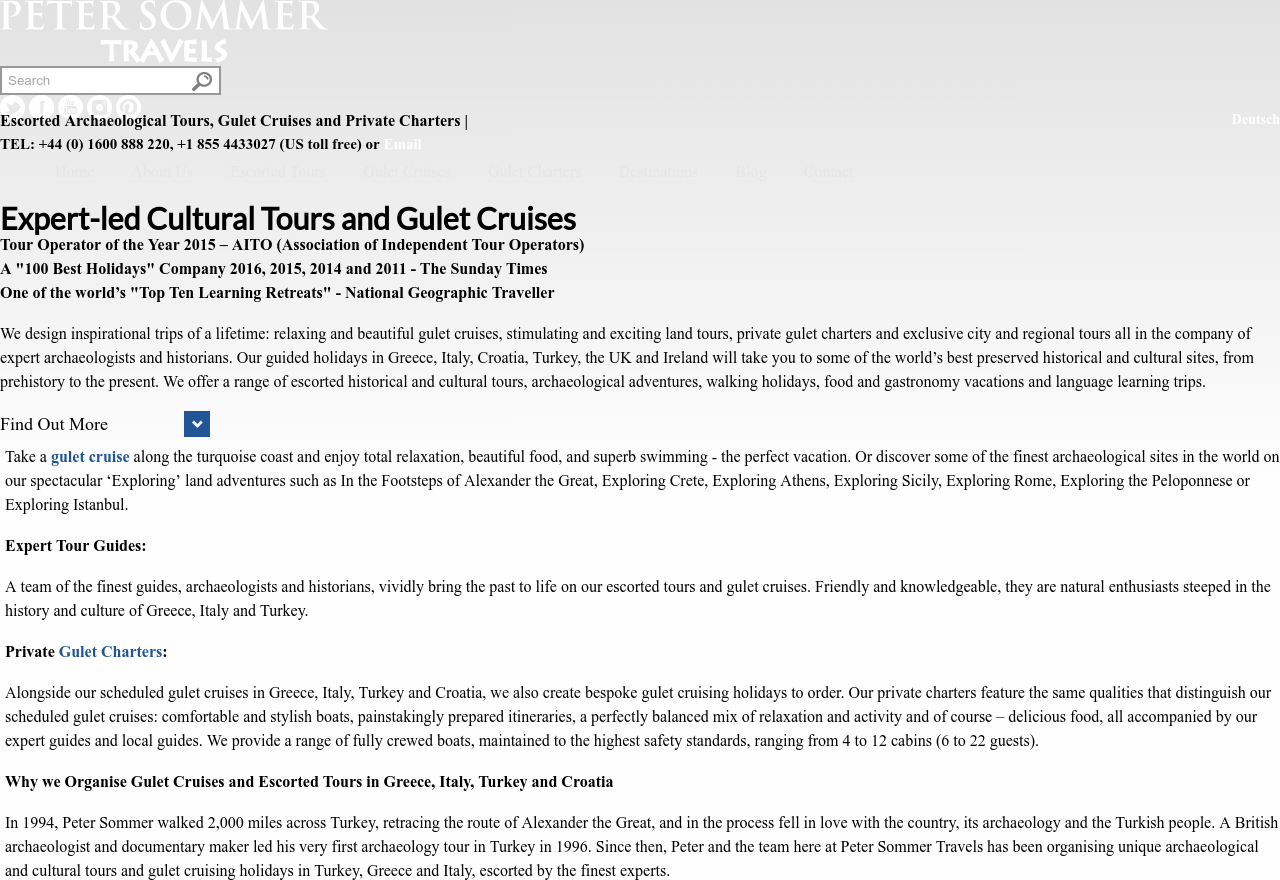 PETER SOMMER
TRAVELS
Search
Escorted Archaeological Tours, Gulet Cruises and Private Charters |
Deutsch
TEL: +44 (0) 1600 888 220, +1 855 4433027 (US toll free) or Email
Home About Us Escorted Tours Gulet Cruises Gulet Charters Destinations Blog Contact
Expert-led Cultural Tours and Gulet Cruises
Tour Operator of the Year 2015 – AITO (Association of Independent Tour Operators)
A "100 Best Holidays" Company 2016, 2015, 2014 and 2011 - The Sunday Times
One of the world’s "Top Ten Learning Retreats" - National Geographic Traveller
We design inspirational trips of a lifetime: relaxing and beautiful gulet cruises, stimulating and exciting land tours, private gulet charters and exclusive city and regional tours all in the company of
expert archaeologists and historians. Our guided holidays in Greece, Italy, Croatia, Turkey, the UK and Ireland will take you to some of the world’s best preserved historical and cultural sites, from
prehistory to the present. We offer a range of escorted historical and cultural tours, archaeological adventures, walking holidays, food and gastronomy vacations and language learning trips.
Find Out More
Take a gulet cruise along the turquoise coast and enjoy total relaxation, beautiful food, and superb swimming - the perfect vacation. Or discover some of the finest archaeological sites in the world on
our spectacular ‘Exploring’ land adventures such as In the Footsteps of Alexander the Great, Exploring Crete, Exploring Athens, Exploring Sicily, Exploring Rome, Exploring the Peloponnese or
Exploring Istanbul.
Expert Tour Guides:
A team of the finest guides, archaeologists and historians, vividly bring the past to life on our escorted tours and gulet cruises. Friendly and knowledgeable, they are natural enthusiasts steeped in the
history and culture of Greece, Italy and Turkey.
Private Gulet Charters:
Alongside our scheduled gulet cruises in Greece, Italy, Turkey and Croatia, we also create bespoke gulet cruising holidays to order. Our private charters feature the same qualities that distinguish our
scheduled gulet cruises: comfortable and stylish boats, painstakingly prepared itineraries, a perfectly balanced mix of relaxation and activity and of course – delicious food, all accompanied by our
expert guides and local guides. We provide a range of fully crewed boats, maintained to the highest safety standards, ranging from 4 to 12 cabins (6 to 22 guests).
Why we Organise Gulet Cruises and Escorted Tours in Greece, Italy, Turkey and Croatia
In 1994, Peter Sommer walked 2,000 miles across Turkey, retracing the route of Alexander the Great, and in the process fell in love with the country, its archaeology and the Turkish people. A British
archaeologist and documentary maker led his very first archaeology tour in Turkey in 1996. Since then, Peter and the team here at Peter Sommer Travels has been organising unique archaeological
and cultural tours and gulet cruising holidays in Turkey, Greece and Italy, escorted by the finest experts.